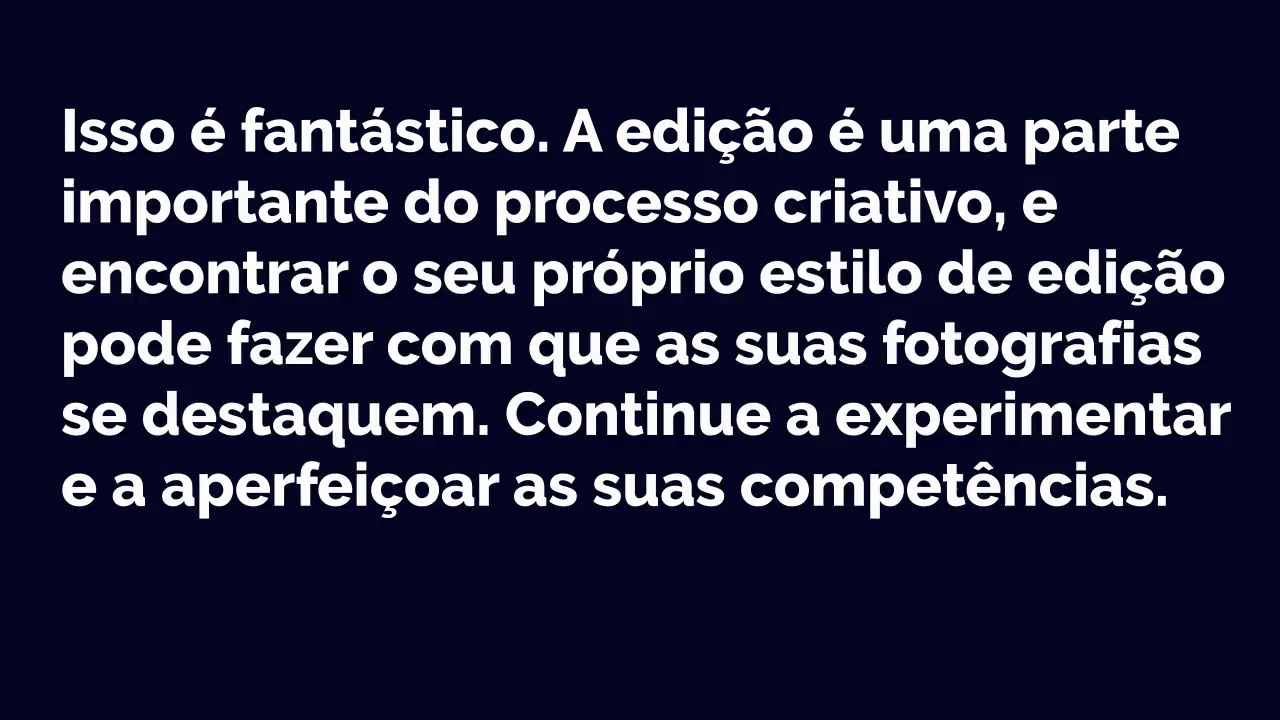 Isso é fantástico. A edição é uma parte
importante do processo criativo, e
encontrar o seu próprio estilo de edição
pode fazer com que as suas fotografias
se destaquem. Continue a experimentar
e a aperfeiçoar as suas competências.